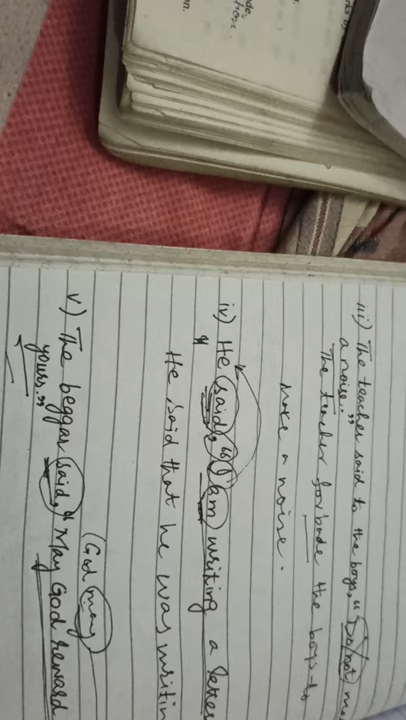 iii) The teacher said to the boys, "Do not m
a noise."
The teacher forbade the boys to
make a noise.
iv) He said, "I am writing a letter
He said that he was writin
(God may
v) The beggar said, "May God reward
yours."